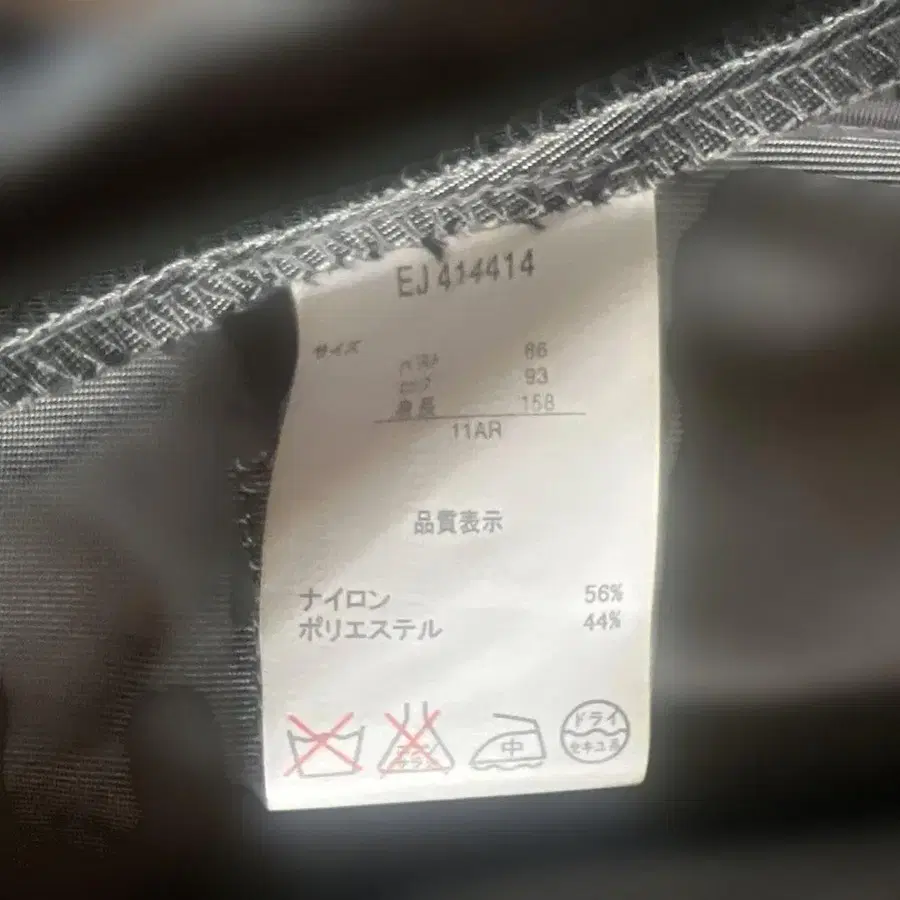 EJ414414
サイズ
バスト 86
ヒップ 93
身長 158
11AR
品質表示
ナイロン 56%
ポリエステル 44%
中
ドライ
セキユ系